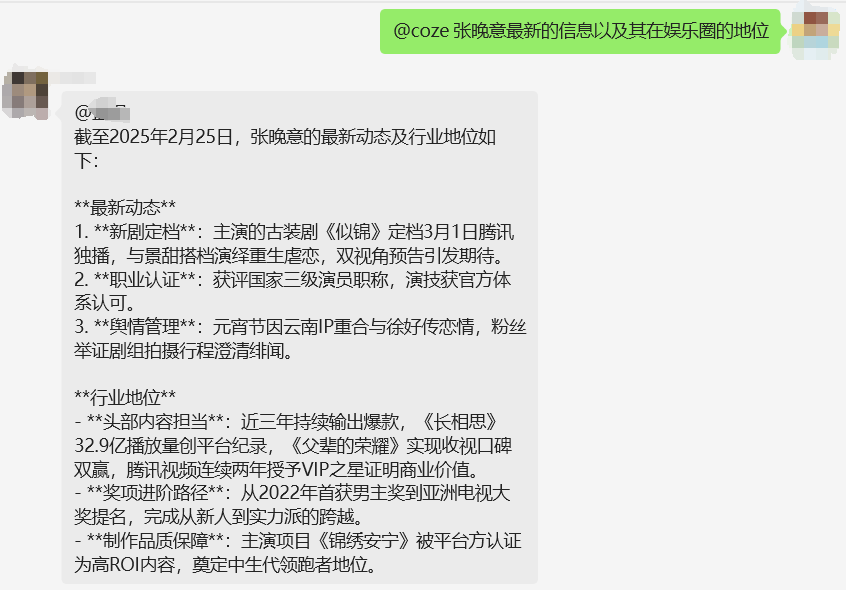 @coze 张晚意最新的信息以及其在娱乐圈的地位
@
截至2025年2月25日，张晚意的最新动态及行业地位如
下：
**最新动态**
1. **新剧定档**：主演的古装剧《似锦》定档3月1日腾讯
独播，与景甜搭档演绎重生虐恋，双视角预告引发期待。
2. **职业认证**：获评国家三级演员职称，演技获官方体
系认可。
3. **舆情管理**：元宵节因云南IP重合与徐好传恋情，粉丝
举证剧组拍摄行程澄清绯闻。
**行业地位**
- **头部内容担当**：近三年持续输出爆款，《长相思》
32.9亿播放量创平台纪录，《父辈的荣耀》实现收视口碑
双赢，腾讯视频连续两年授予VIP之星证明商业价值。
- **奖项进阶路径**：从2022年首获男主奖到亚洲电视大
奖提名，完成从新人到实力派的跨越。
- **制作品质保障**：主演项目《锦绣安宁》被平台方认证
为高ROI内容，奠定中生代领跑者地位。